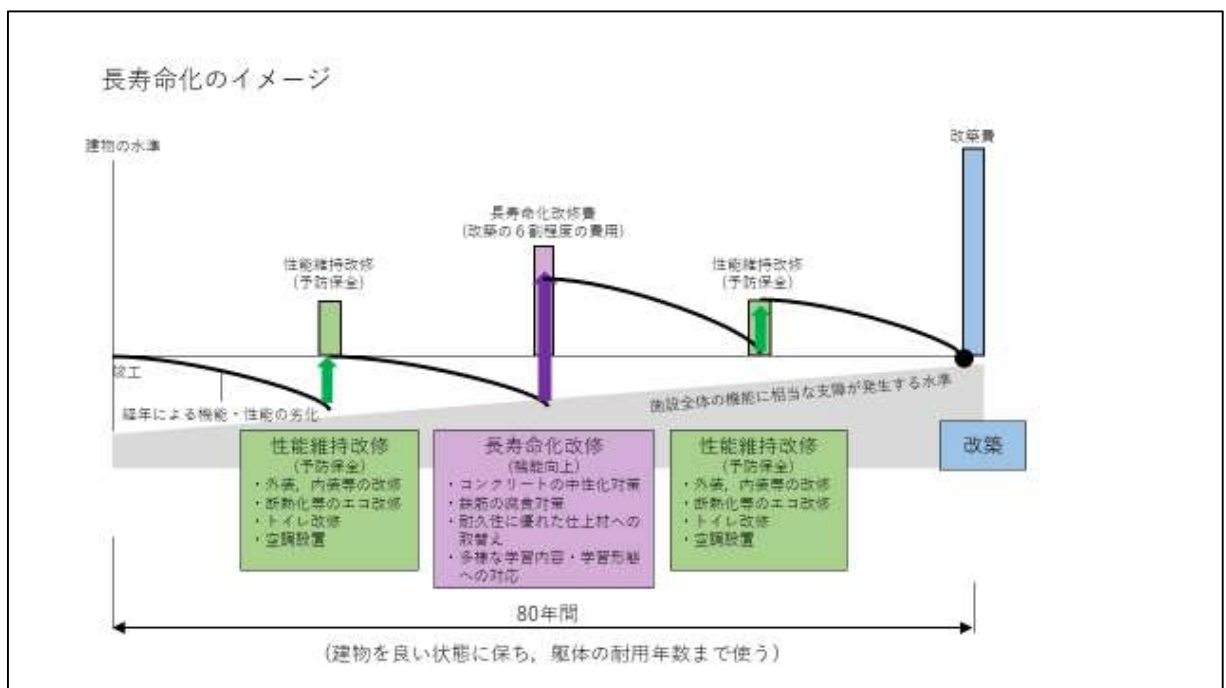 長寿命化のイメージ
建物の水準
改築費
長寿命化改修費
(改築の6割程度の費用)
性能維持改修
(予防保全)
性能維持改修
(予防保全)
竣工
経年による機能・性能の劣化
施設全体の機能に相当な支障が発生する水準
性能維持改修
(予防保全)
・外装,内装等の改修
・断熱化等のエコ改修
・トイレ改修
・空調設置
長寿命化改修
(機能向上)
・コンクリートの中性化対策
・鉄筋の腐食対策
・耐久性に優れた仕上材への
取替え
・多様な学習内容・学習形態
への対応
性能維持改修
(予防保全)
・外装,内装等の改修
・断熱化等のエコ改修
・トイレ改修
・空調設置
改築
80年間
(建物を良い状態に保ち,躯体の耐用年数まで使う)